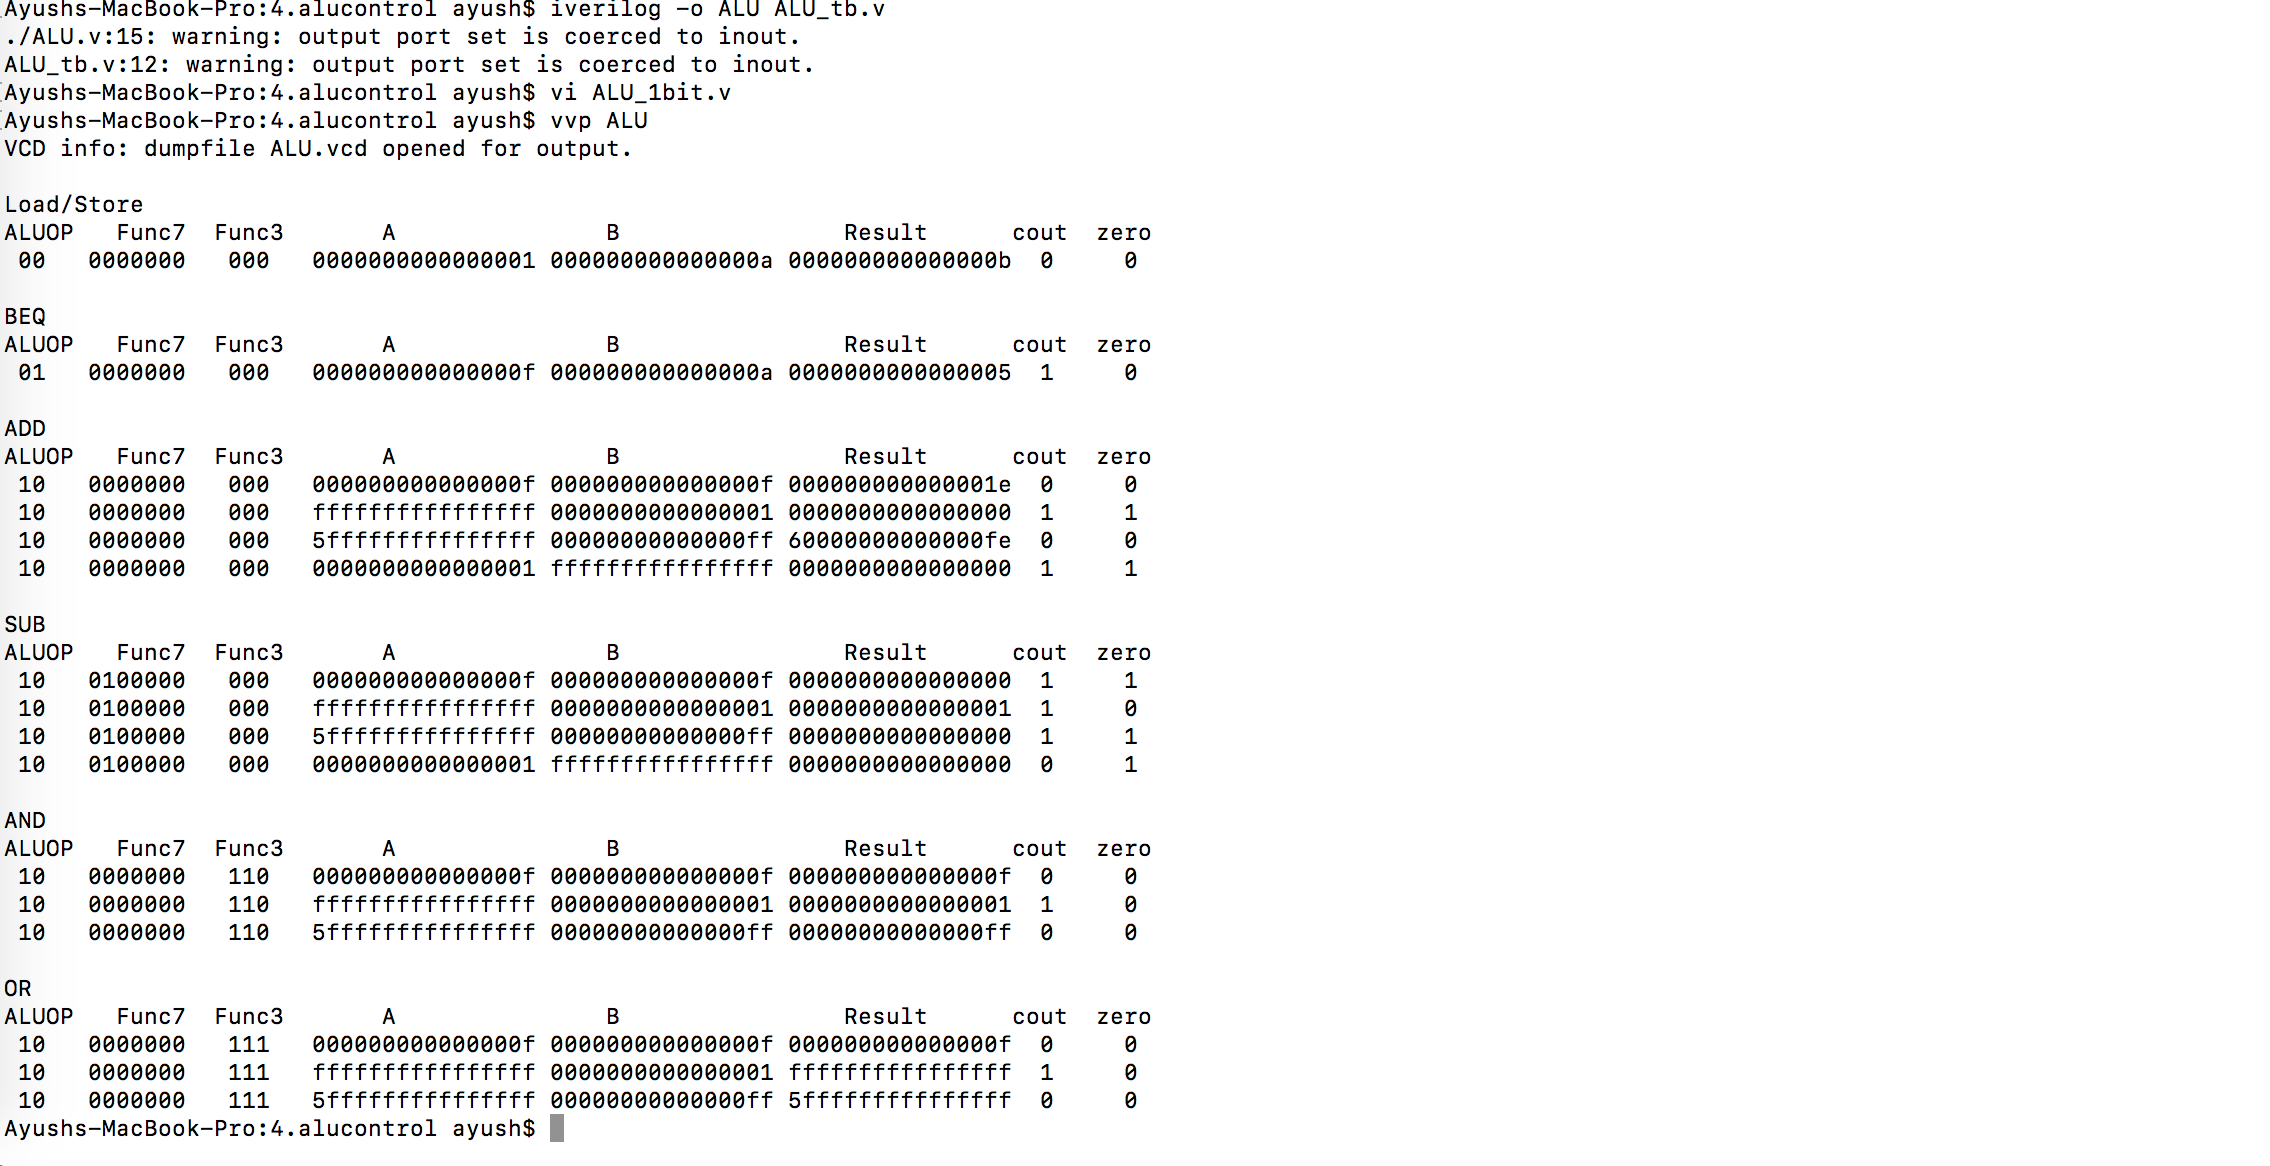 Ayushs-MacBook-Pro:4.alucontrol ayush$ iverilog -o ALU ALU_tb.v
./ALU.v:15: warning: output port set is coerced to inout.
ALU_tb.v:12: warning: output port set is coerced to inout.
Ayushs-MacBook-Pro:4.alucontrol ayush$ vi ALU_1bit.v
Ayushs-MacBook-Pro:4.alucontrol ayush$ vvp ALU
VCD info: dumpfile ALU.vcd opened for output.
Load/Store
ALUOP   Func7  Func3       A               B                Result      cout  zero
 00   0000000   000   0000000000000001 000000000000000a 000000000000000b  0     0
BEQ
ALUOP   Func7  Func3       A               B                Result      cout  zero
 01   0000000   000   000000000000000f 000000000000000a 0000000000000005  1     0
ADD
ALUOP   Func7  Func3       A               B                Result      cout  zero
 10   0000000   000   000000000000000f 000000000000000f 000000000000001e  0     0
 10   0000000   000   ffffffffffffffff 0000000000000001 0000000000000000  1     1
 10   0000000   000   5fffffffffffffff 00000000000000ff 60000000000000fe  0     0
 10   0000000   000   0000000000000001 ffffffffffffffff 0000000000000000  1     1
SUB
ALUOP   Func7  Func3       A               B                Result      cout  zero
 10   0100000   000   000000000000000f 000000000000000f 0000000000000000  1     1
 10   0100000   000   ffffffffffffffff 0000000000000001 0000000000000001  1     0
 10   0100000   000   5fffffffffffffff 00000000000000ff 0000000000000000  1     1
 10   0100000   000   0000000000000001 ffffffffffffffff 0000000000000000  0     1
AND
ALUOP   Func7  Func3       A               B                Result      cout  zero
 10   0000000   110   000000000000000f 000000000000000f 000000000000000f  0     0
 10   0000000   110   ffffffffffffffff 0000000000000001 0000000000000001  1     0
 10   0000000   110   5fffffffffffffff 00000000000000ff 00000000000000ff  0     0
OR
ALUOP   Func7  Func3       A               B                Result      cout  zero
 10   0000000   111   000000000000000f 000000000000000f 000000000000000f  0     0
 10   0000000   111   ffffffffffffffff 0000000000000001 ffffffffffffffff  1     0
 10   0000000   111   5fffffffffffffff 00000000000000ff 5fffffffffffffff  0     0
Ayushs-MacBook-Pro:4.alucontrol ayush$